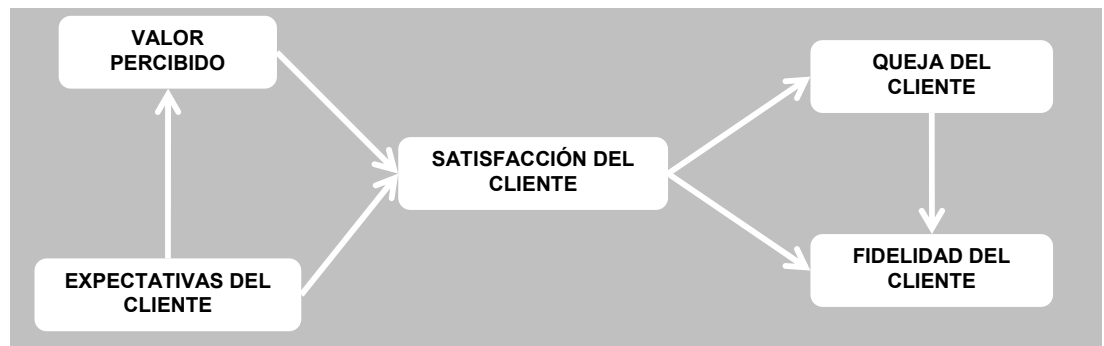 VALOR
PERCIBIDO
QUEJA DEL
CLIENTE
SATISFACCIÓN DEL
CLIENTE
EXPECTATIVAS DEL
CLIENTE
FIDELIDAD DEL
CLIENTE